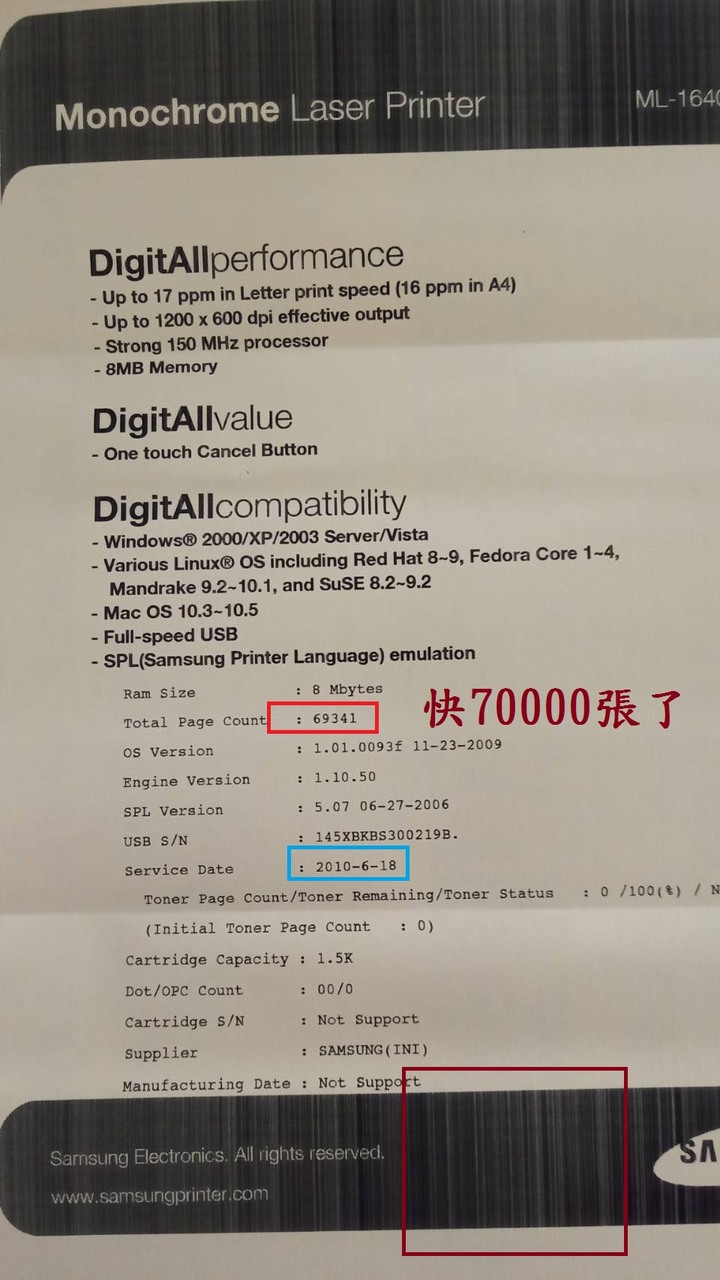 Monochrome Laser Printer ML-1640
DigitAllperformance
- Up to 17 ppm in Letter print speed (16 ppm in A4)
- Up to 1200 x 600 dpi effective output
- Strong 150 MHz processor
- 8MB Memory
DigitAllvalue
- One touch Cancel Button
DigitAllcompatibility
- Windows® 2000/XP/2003 Server/Vista
- Various Linux® OS including Red Hat 8~9, Fedora Core 1~4,
Mandrake 9.2~10.1, and SuSE 8.2~9.2
- Mac OS 10.3~10.5
- Full-speed USB
- SPL(Samsung Printer Language) emulation
Ram Size : 8 Mbytes
Total Page Count : 69341 快70000張了
OS Version : 1.01.0093f 11-23-2009
Engine Version : 1.10.50
SPL Version : 5.07 06-27-2006
USB S/N : 145XBKBS300219B.
Service Date : 2010-6-18
Toner Page Count/Toner Remaining/Toner Status : 0 /100(%) / N
(Initial Toner Page Count : 0)
Cartridge Capacity : 1.5K
Dot/OPC Count : 00/0
Cartridge S/N : Not Support
Supplier : SAMSUNG(INI)
Manufacturing Date : Not Support
Samsung Electronics. All rights reserved.
www.samsungprinter.com
SA